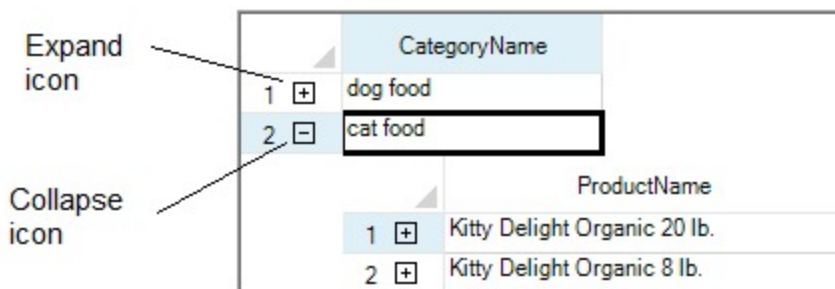 Expand
icon
CategoryName
1 dog food
2 cat food
Collapse
icon
ProductName
1 Kitty Delight Organic 20 lb.
2 Kitty Delight Organic 8 lb.